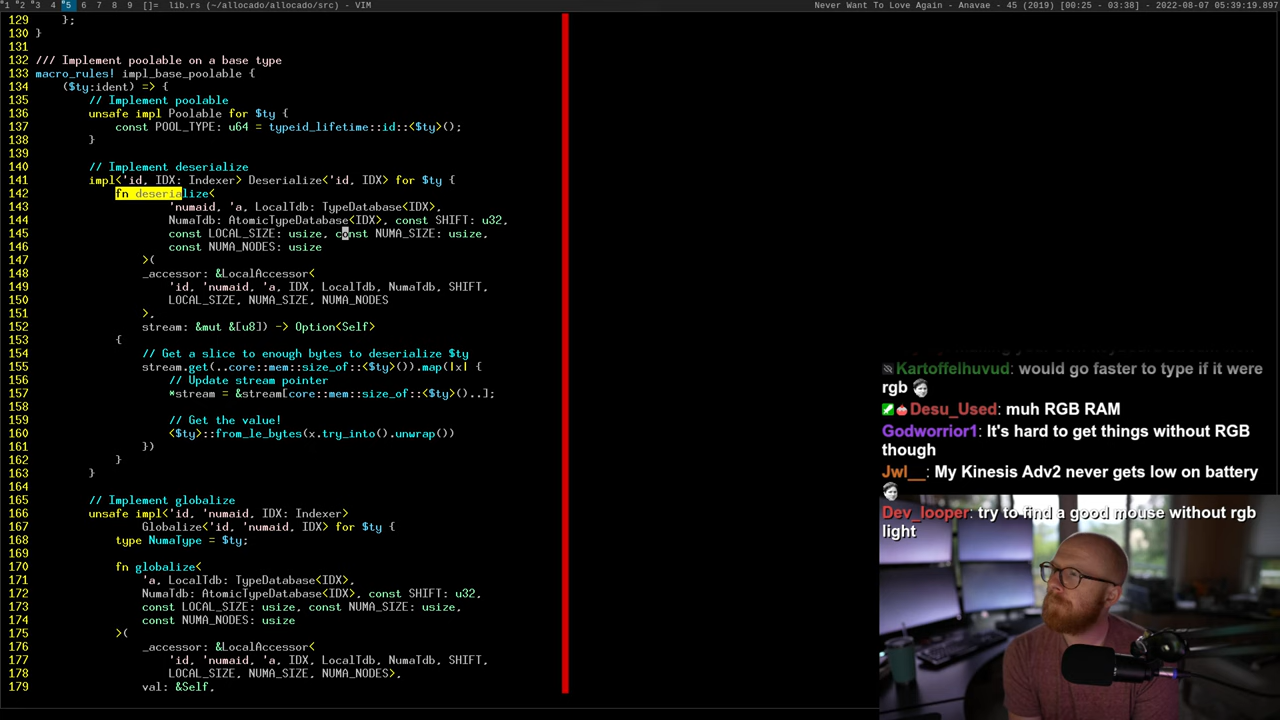 1 2 3 4 5 6 7 8 9 []= lib.rs (~/allocado/allocado/src) - VIM
Never Want To Love Again - Anavae - 45 (2019) [00:25 - 03:38] - 2022-08-07 05:39:19.897
129 };
130 }
131
132 /// Implement poolable on a base type
133 macro_rules! impl_base_poolable {
134 ($ty:ident) => {
135 // Implement poolable
136 unsafe impl Poolable for $ty {
137 const POOL_TYPE: u64 = typeid_lifetime::id::<$ty>();
138 }
139
140 // Implement deserialize
141 impl<'id, IDX: Indexer> Deserialize<'id, IDX> for $ty {
142 fn deserialize<
143 'numaid, 'a, LocalTdb: TypeDatabase<IDX>,
144 NumaTdb: AtomicTypeDatabase<IDX>, const SHIFT: u32,
145 const LOCAL_SIZE: usize, const NUMA_SIZE: usize,
146 const NUMA_NODES: usize
147 >(
148 _accessor: &LocalAccessor<
149 'id, 'numaid, 'a, IDX, LocalTdb, NumaTdb, SHIFT,
150 LOCAL_SIZE, NUMA_SIZE, NUMA_NODES
151 >,
152 stream: &mut &[u8]) -> Option<Self>
153 {
154 // Get a slice to enough bytes to deserialize $ty
155 stream.get(..core::mem::size_of::<$ty>()).map(|x| {
156 // Update stream pointer
157 *stream = &stream[core::mem::size_of::<$ty>()..];
158
159 // Get the value!
160 <$ty>::from_le_bytes(x.try_into().unwrap())
161 })
162 }
163 }
164
165 // Implement globalize
166 unsafe impl<'id, 'numaid, IDX: Indexer>
167 Globalize<'id, 'numaid, IDX> for $ty {
168 type NumaType = $ty;
169
170 fn globalize<
171 'a, LocalTdb: TypeDatabase<IDX>,
172 NumaTdb: AtomicTypeDatabase<IDX>, const SHIFT: u32,
173 const LOCAL_SIZE: usize, const NUMA_SIZE: usize,
174 const NUMA_NODES: usize
175 >(
176 _accessor: &LocalAccessor<
177 'id, 'numaid, 'a, IDX, LocalTdb, NumaTdb, SHIFT,
178 LOCAL_SIZE, NUMA_SIZE, NUMA_NODES>,
179 val: &Self,
Kartoffelhuvud: would go faster to type if it were
rgb
Desu_Used: muh RGB RAM
Godworrior1: It's hard to get things without RGB
though
Jwl__: My Kinesis Adv2 never gets low on battery
Dev_looper: try to find a good mouse without rgb
light